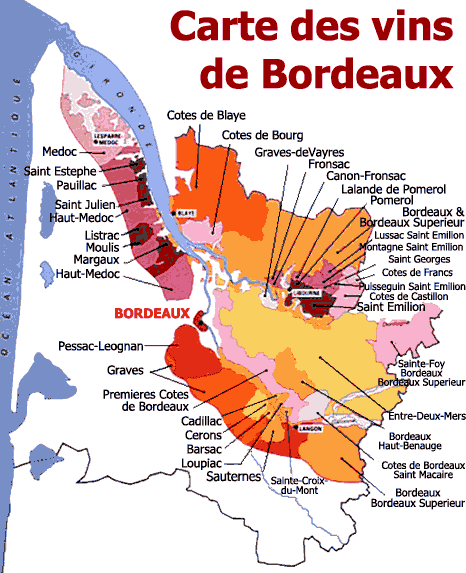 Carte des vins
de Bordeaux
OCÉAN ATLANTIQUE
GIRONDE
LESPARRE
MEDOC
Medoc
Saint Estephe
Pauillac
Saint Julien
Haut-Medoc
Listrac
Moulis
Margaux
Haut-Medoc
BLAYE
Cotes de Blaye
Cotes de Bourg
Graves-deVayres
Fronsac
Canon-Fronsac
Lalande de Pomerol
Pomerol
Bordeaux &
Bordeaux Superieur
Lussac Saint Emilion
Montagne Saint Emilion
Saint Georges
Cotes de Francs
Puisseguin Saint Emilion
Cotes de Castillon
Saint Emilion
LIBOURNE
BORDEAUX
Pessac-Leognan
Graves
Premieres Cotes
de Bordeaux
Cadillac
Cerons
Barsac
Loupiac
Sauternes
Sainte-Croix-
du-Mont
LANGON
Sainte-Foy
Bordeaux
Bordeaux
Bordeaux Superieur
Entre-Deux-Mers
Bordeaux
Haut-Benauge
Cotes de Bordeaux
Saint Macaire
Bordeaux
Bordeaux Superieur